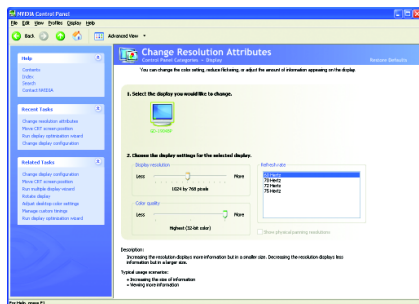 NVIDIA Control Panel
File Edit View Profiles Display Help
Back Advanced View
Change Resolution Attributes
Control Panel Categories - Display
Restore Defaults
You can change the color setting, reduce flickering, or adjust the amount of information appearing on the display.
Help
Contents
Index
Search
Contact NVIDIA
Recent Tasks
Change resolution attributes
Move CRT screen position
Run display optimization wizard
Change display configuration
Related Tasks
Change display configuration
Move CRT screen position
Run multiple display wizard
Rotate display
Adjust desktop color settings
Manage custom timings
Run display optimization wizard
1. Select the display you would like to change.
2. Choose the display settings for the selected display.
Display resolution
Less More
1024 by 768 pixels
Color quality
Less More
Highest (32-bit color)
Refresh rate
60 Hertz
70 Hertz
72 Hertz
75 Hertz
Show physical panning resolutions
Description:
Increasing the resolution displays more information but in a smaller size. Decreasing the resolution displays less
information but in a larger size.
Typical usage scenarios:
• Increasing the size of information
• Viewing more information
For Help, press F1